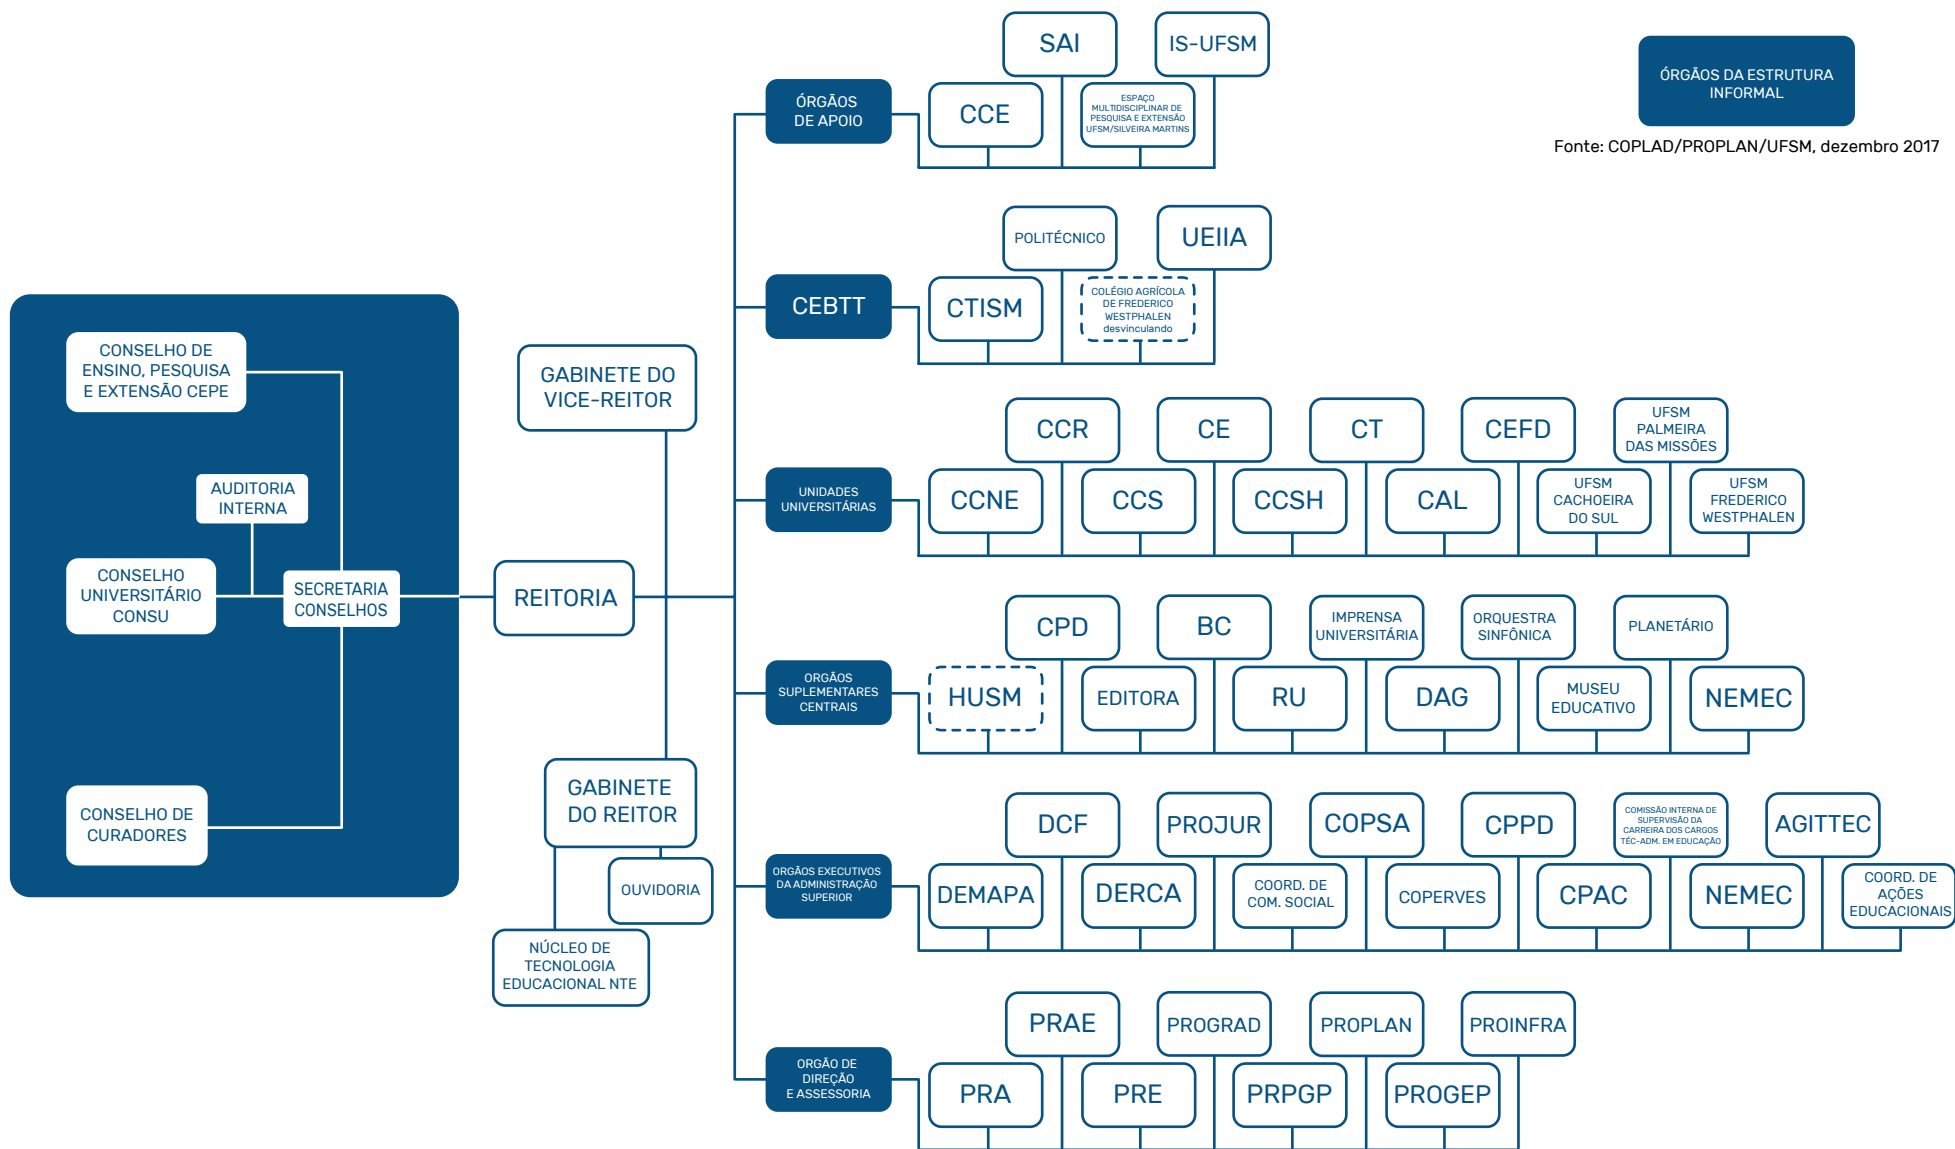 SAI
IS-UFSM
ÓRGÃOS
DE APOIO
CCE
ESPAÇO
MULTIDISCIPLINAR DE
PESQUISA E EXTENSÃO
UFSM/SILVEIRA MARTINS
ÓRGÃOS DA ESTRUTURA
INFORMAL
Fonte: COPLAD/PROPLAN/UFSM, dezembro 2017
POLITÉCNICO
UEIIA
CEBTT
CTISM
COLÉGIO AGRÍCOLA
DE FREDERICO
WESTPHALEN
desvinculando
CONSELHO DE
ENSINO, PESQUISA
E EXTENSÃO CEPE
AUDITORIA
INTERNA
CONSELHO
UNIVERSITÁRIO
CONSU
SECRETARIA
CONSELHOS
CONSELHO DE
CURADORES
GABINETE DO
VICE-REITOR
REITORIA
GABINETE
DO REITOR
OUVIDORIA
NÚCLEO DE
TECNOLOGIA
EDUCACIONAL NTE
CCR
CE
CT
CEFD
UFSM
PALMEIRA
DAS MISSÕES
UNIDADES
UNIVERSITÁRIAS
CCNE
CCS
CCSH
CAL
UFSM
CACHOEIRA
DO SUL
UFSM
FREDERICO
WESTPHALEN
CPD
BC
IMPRENSA
UNIVERSITÁRIA
ORQUESTRA
SINFÔNICA
PLANETÁRIO
ORGÃOS
SUPLEMENTARES
CENTRAIS
HUSM
EDITORA
RU
DAG
MUSEU
EDUCATIVO
NEMEC
DCF
PROJUR
COPSA
CPPD
COMISSÃO INTERNA DE
SUPERVISÃO DA
CARREIRA DOS CARGOS
TÉC-ADM. EM EDUCAÇÃO
AGITTEC
ORGÃOS EXECUTIVOS
DA ADMINISTRAÇÃO
SUPERIOR
DEMAPA
DERCA
COORD. DE
COM. SOCIAL
COPERVES
CPAC
NEMEC
COORD. DE
AÇÕES
EDUCACIONAIS
PRAE
PROGRAD
PROPLAN
PROINFRA
ORGÃO DE
DIREÇÃO
E ASSESSORIA
PRA
PRE
PRPGP
PROGEP